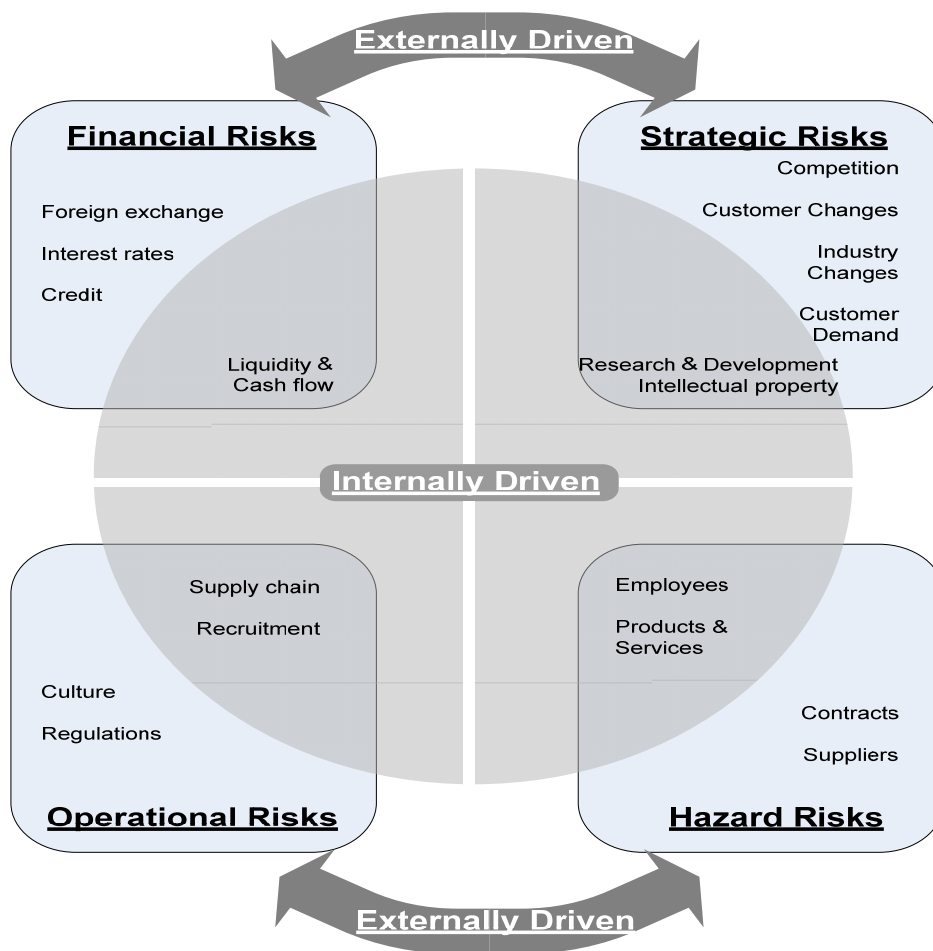 Externally Driven
Financial Risks
Foreign exchange
Interest rates
Credit
Liquidity &
Cash flow
Strategic Risks
Competition
Customer Changes
Industry
Changes
Customer
Demand
Research & Development
Intellectual property
Internally Driven
Supply chain
Recruitment
Culture
Regulations
Operational Risks
Employees
Products &
Services
Contracts
Suppliers
Hazard Risks
Externally Driven